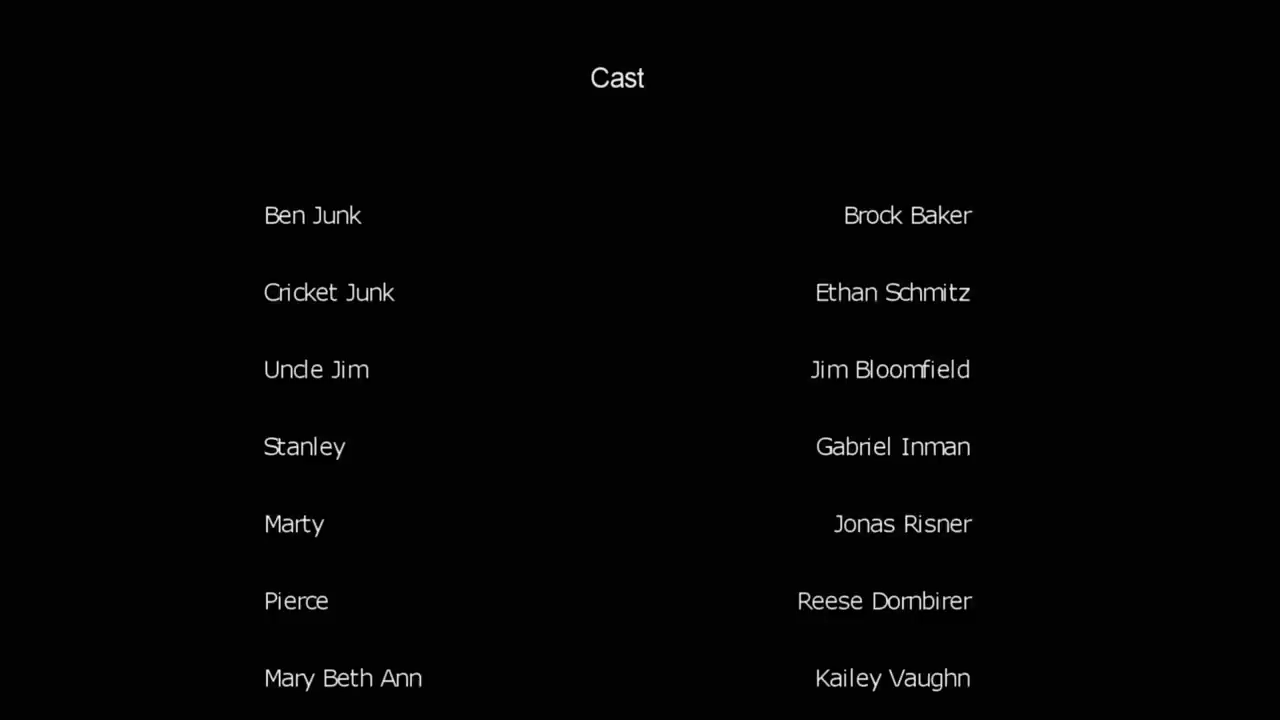 Cast
Ben Junk Brock Baker
Cricket Junk Ethan Schmitz
Uncle Jim Jim Bloomfield
Stanley Gabriel Inman
Marty Jonas Risner
Pierce Reese Dornbirer
Mary Beth Ann Kailey Vaughn